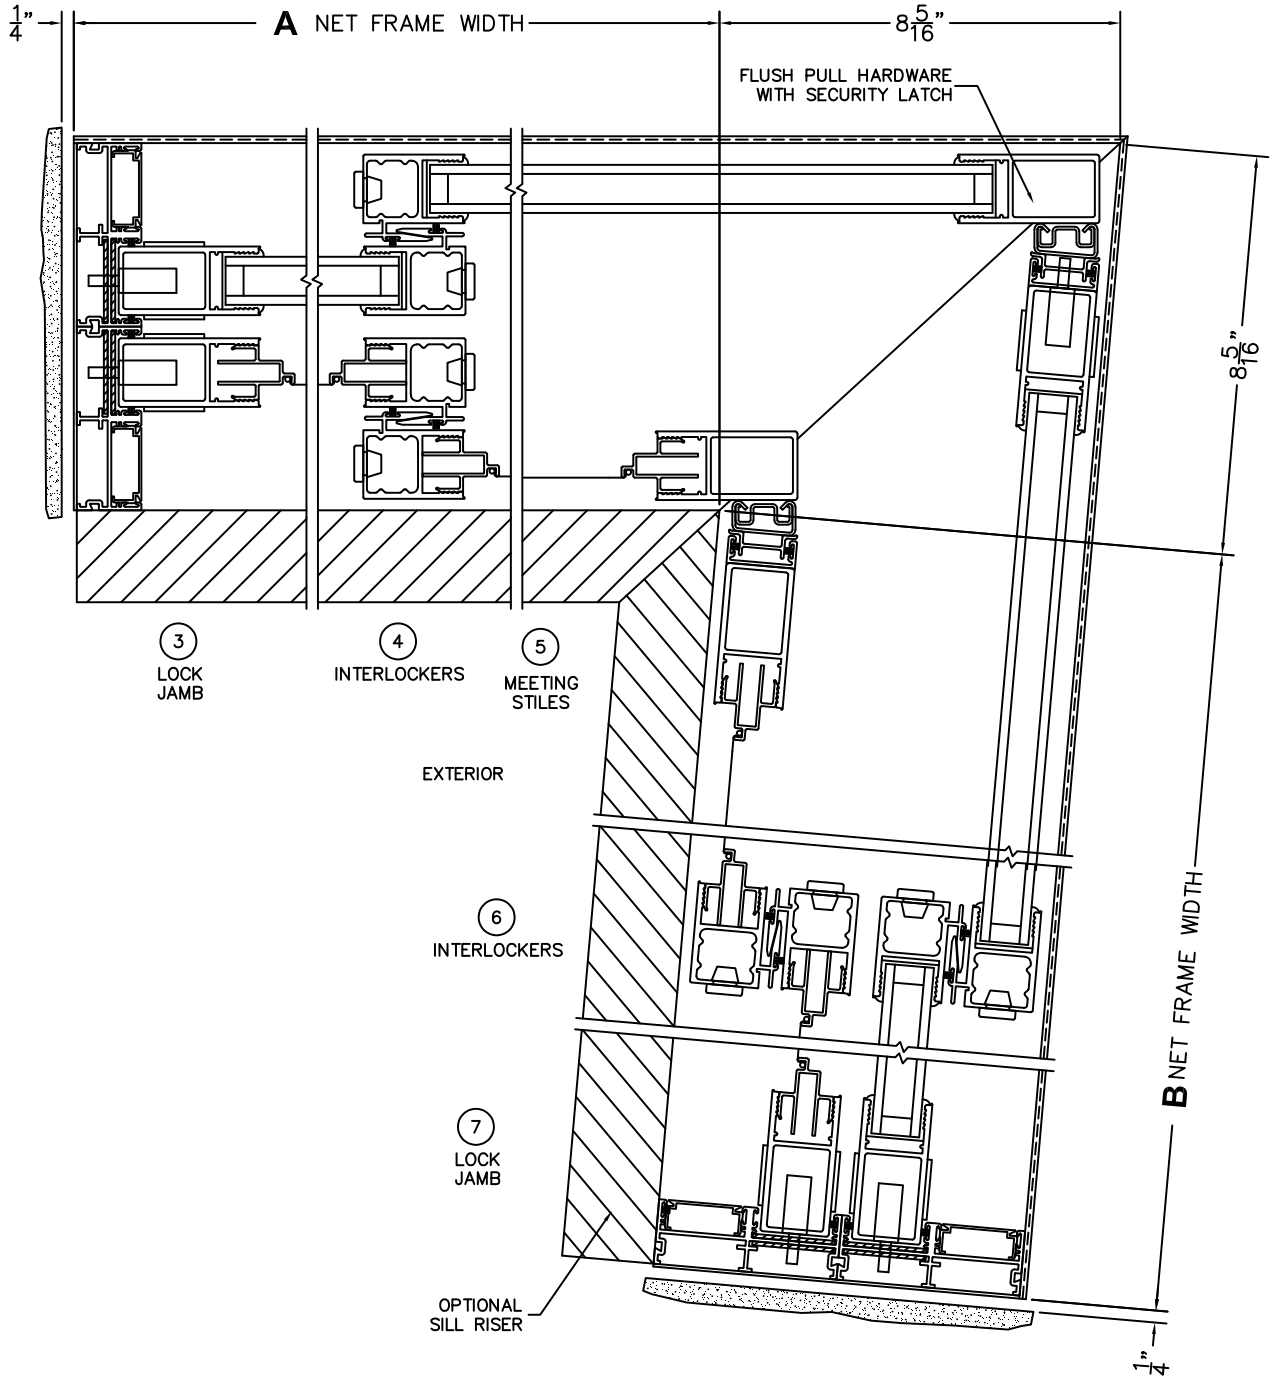 1/4"
A NET FRAME WIDTH
8 5/16"
FLUSH PULL HARDWARE
WITH SECURITY LATCH
8 5/16"
3
LOCK
JAMB
4
INTERLOCKERS
5
MEETING
STILES
EXTERIOR
6
INTERLOCKERS
B NET FRAME WIDTH
7
LOCK
JAMB
OPTIONAL
SILL RISER
1/4"